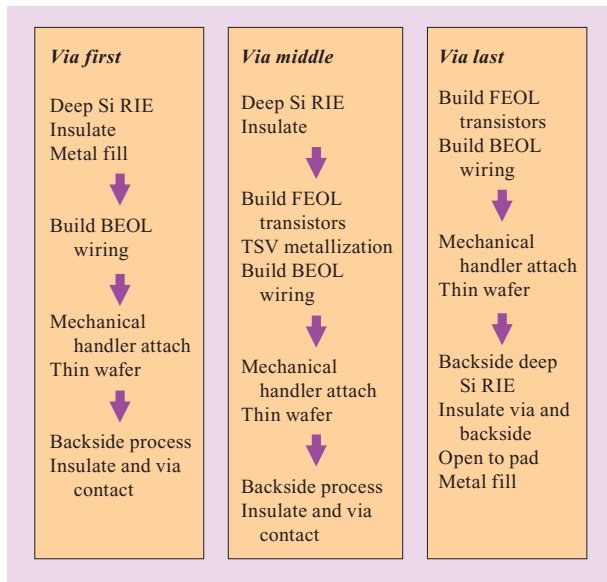 Via first
Deep Si RIE
Insulate
Metal fill
Build BEOL
wiring
Mechanical
handler attach
Thin wafer
Backside process
Insulate and via
contact
Via middle
Deep Si RIE
Insulate
Build FEOL
transistors
TSV metallization
Build BEOL
wiring
Mechanical
handler attach
Thin wafer
Backside process
Insulate and via
contact
Via last
Build FEOL
transistors
Build BEOL
wiring
Mechanical
handler attach
Thin wafer
Backside deep
Si RIE
Insulate via and
backside
Open to pad
Metal fill